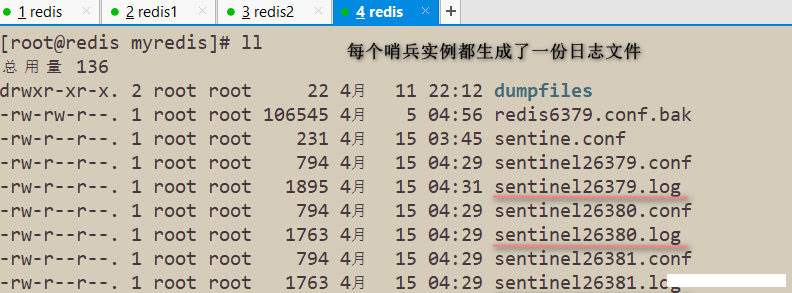 1 redis 2 redis1 3 redis2 4 redis
[root@redis myredis]# ll
每个哨兵实例都生成了一份日志文件
总用量 136
drwxr-xr-x. 2 root root 22 4月 11 22:12 dumpfiles
-rw-rw-r--. 1 root root 106545 4月 5 04:56 redis6379.conf.bak
-rw-r--r--. 1 root root 231 4月 15 03:45 sentine.conf
-rw-r--r--. 1 root root 794 4月 15 04:29 sentinel26379.conf
-rw-r--r--. 1 root root 1895 4月 15 04:31 sentinel26379.log
-rw-r--r--. 1 root root 794 4月 15 04:29 sentinel26380.conf
-rw-r--r--. 1 root root 1763 4月 15 04:29 sentinel26380.log
-rw-r--r--. 1 root root 794 4月 15 04:29 sentinel26381.conf
-rw-r--r--. 1 root root 1763 4月 15 04:29 sentinel26381.log